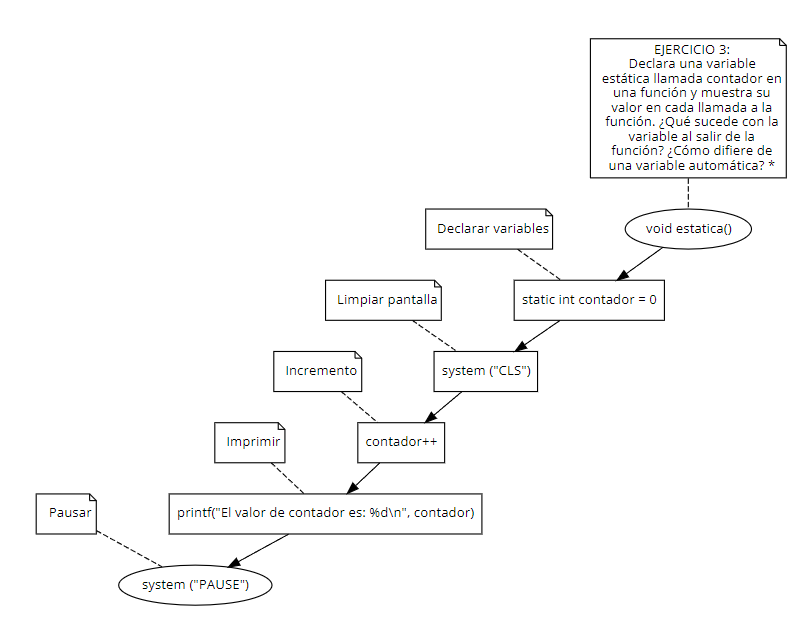 EJERCICIO 3:
Declara una variable
estática llamada contador en
una función y muestra su
valor en cada llamada a la
función. ¿Qué sucede con la
variable al salir de la
función? ¿Cómo difiere de
una variable automática? *
void estatica()
Declarar variables
static int contador = 0
Limpiar pantalla
system ("CLS")
Incremento
contador++
Imprimir
printf("El valor de contador es: %d\n", contador)
Pausar
system ("PAUSE")